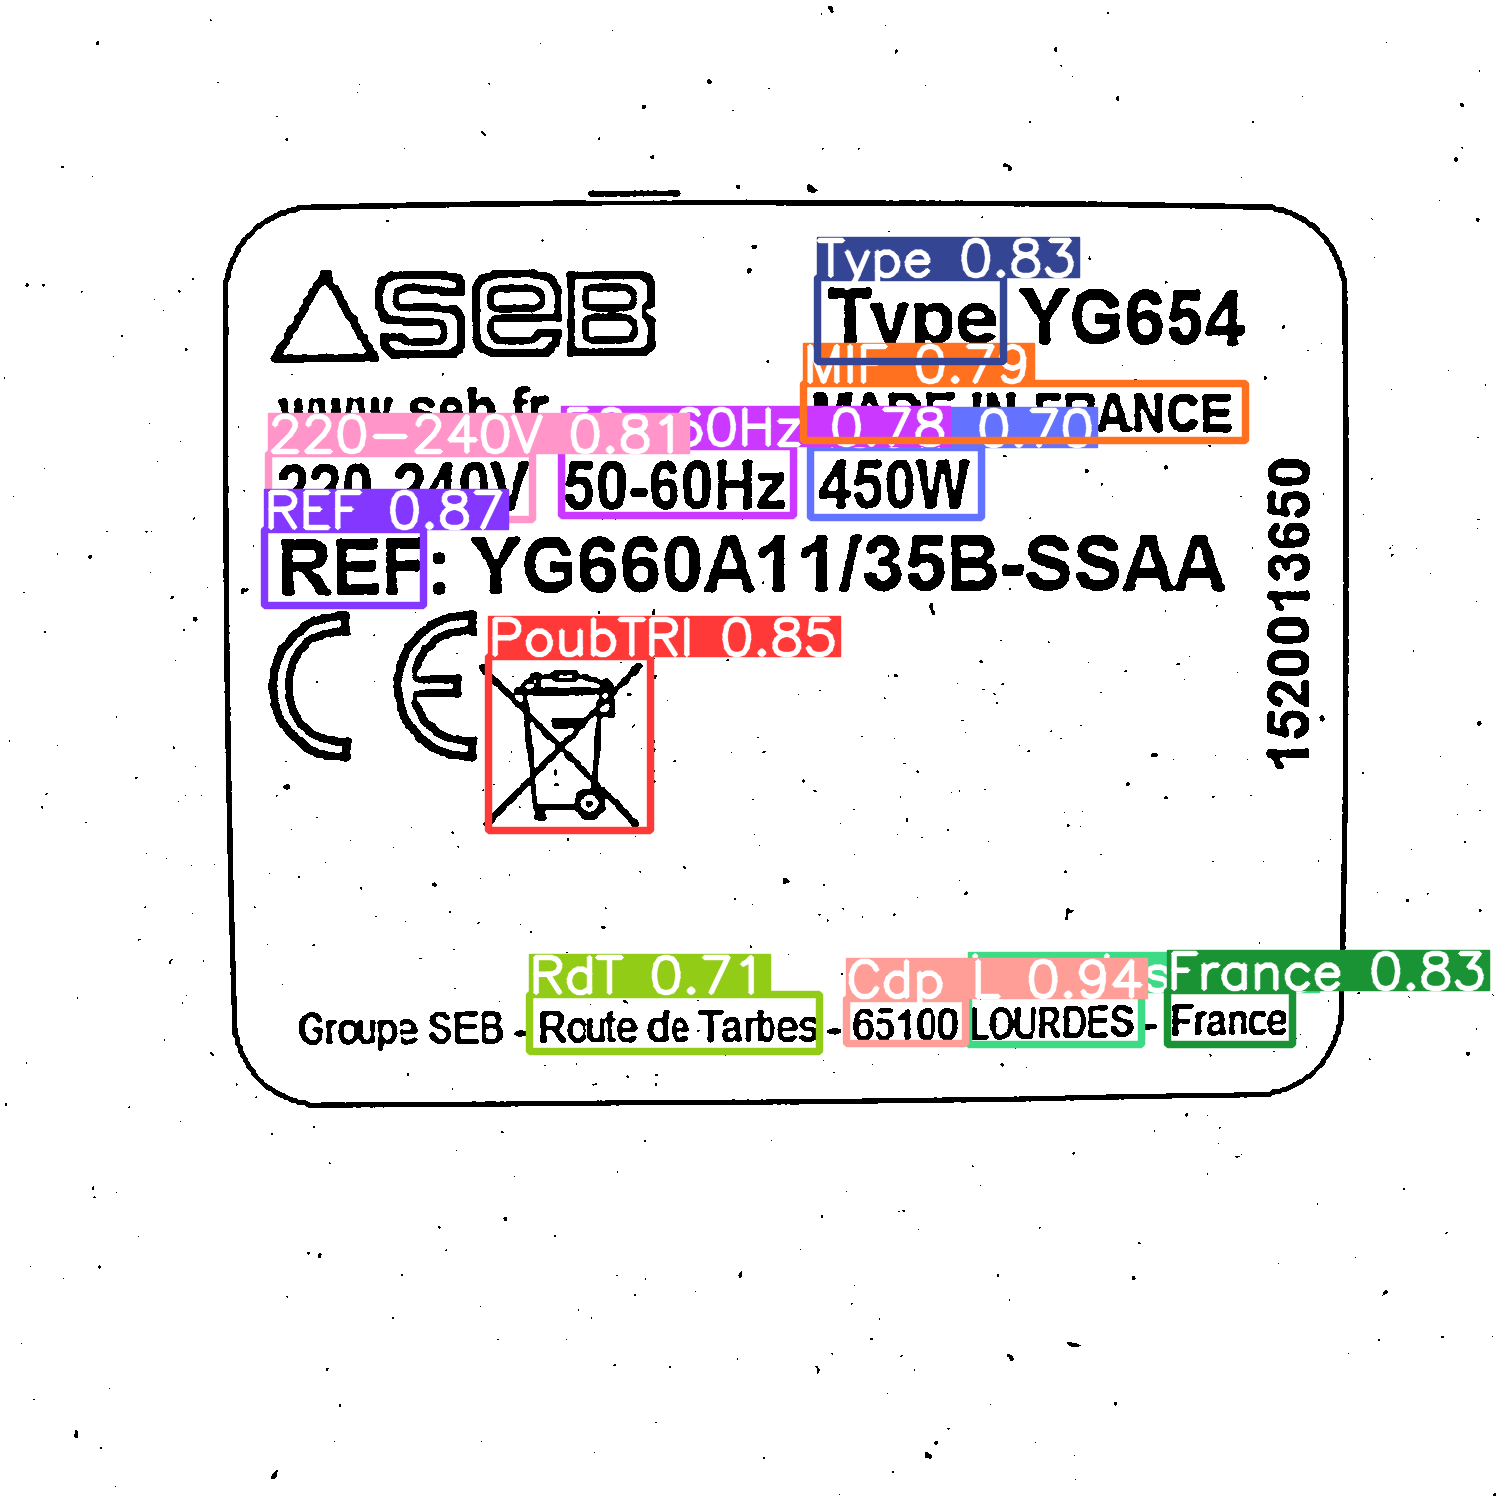 Type 0.83
SEB Type YG654
MIF 0.79
www.seb.fr MADE IN FRANCE
220-240V 0.81 60Hz 0.78 0.70
220-240V 50-60Hz 450W
REF 0.87
REF: YG660A11/35B-SSAA
1520013650
CE
PoubTRI 0.85
RdT 0.71 Cdp L 0.94 France 0.83
Groupe SEB - Route de Tarbes - 65100 LOURDES - France